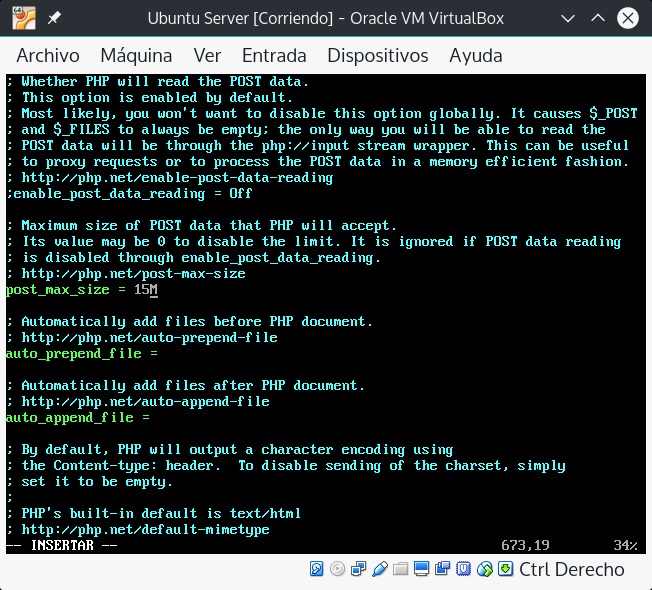 Ubuntu Server [Corriendo] - Oracle VM VirtualBox
Archivo Máquina Ver Entrada Dispositivos Ayuda
; Whether PHP will read the POST data.
; This option is enabled by default.
; Most likely, you won't want to disable this option globally. It causes $_POST
; and $_FILES to always be empty; the only way you will be able to read the
; POST data will be through the php://input stream wrapper. This can be useful
; to proxy requests or to process the POST data in a memory efficient fashion.
; http://php.net/enable-post-data-reading
;enable_post_data_reading = Off
; Maximum size of POST data that PHP will accept.
; Its value may be 0 to disable the limit. It is ignored if POST data reading
; is disabled through enable_post_data_reading.
; http://php.net/post-max-size
post_max_size = 15M
; Automatically add files before PHP document.
; http://php.net/auto-prepend-file
auto_prepend_file =
; Automatically add files after PHP document.
; http://php.net/auto-append-file
auto_append_file =
; By default, PHP will output a character encoding using
; the Content-type: header.  To disable sending of the charset, simply
; set it to be empty.
;
; PHP's built-in default is text/html
; http://php.net/default-mimetype
-- INSERTAR -- 673,19 34%
Ctrl Derecho